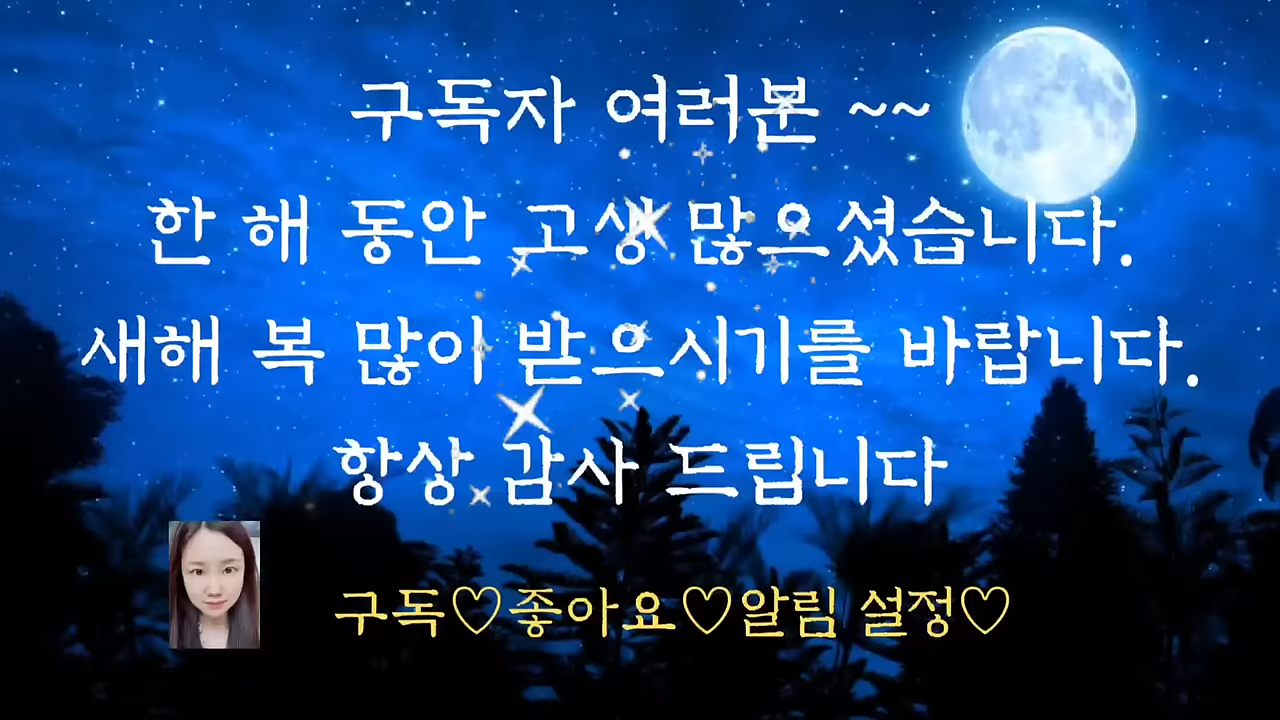 구독자 여러분 ~~
한 해 동안 고생 많으셨습니다.
새해 복 많이 받으시기를 바랍니다.
항상 감사 드립니다
구독♡좋아요♡알림 설정♡